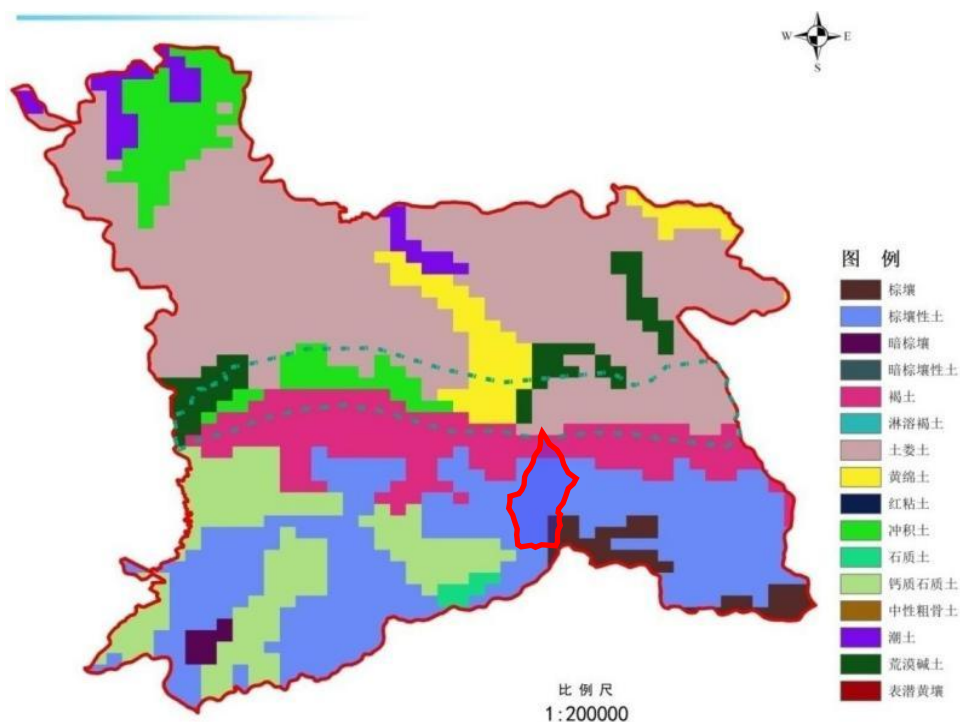 W E
S
图 例
棕壤
棕壤性土
暗棕壤
暗棕壤性土
褐土
淋溶褐土
土娄土
黄绵土
红粘土
冲积土
石质土
钙质石质土
中性粗骨土
潮土
荒漠碱土
表潜黄壤
比 例 尺
1:200000